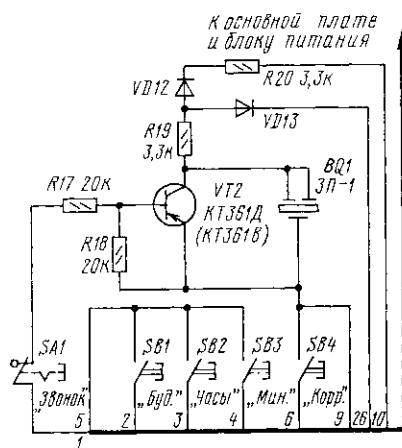 К основной плате
и блоку питания
R20 3,3к
VD12
VD13
R19
3,3к
BQ1
ЗП-1
R17 20к
VT2
КТ361Д
(КТ361В)
R18
20к
SA1
"Звонок"
SB1
„Буд."
SB2
„Часы"
SB3
„Мин."
SB4
„Корр."
5 2 3 4 6 9 26 10
1